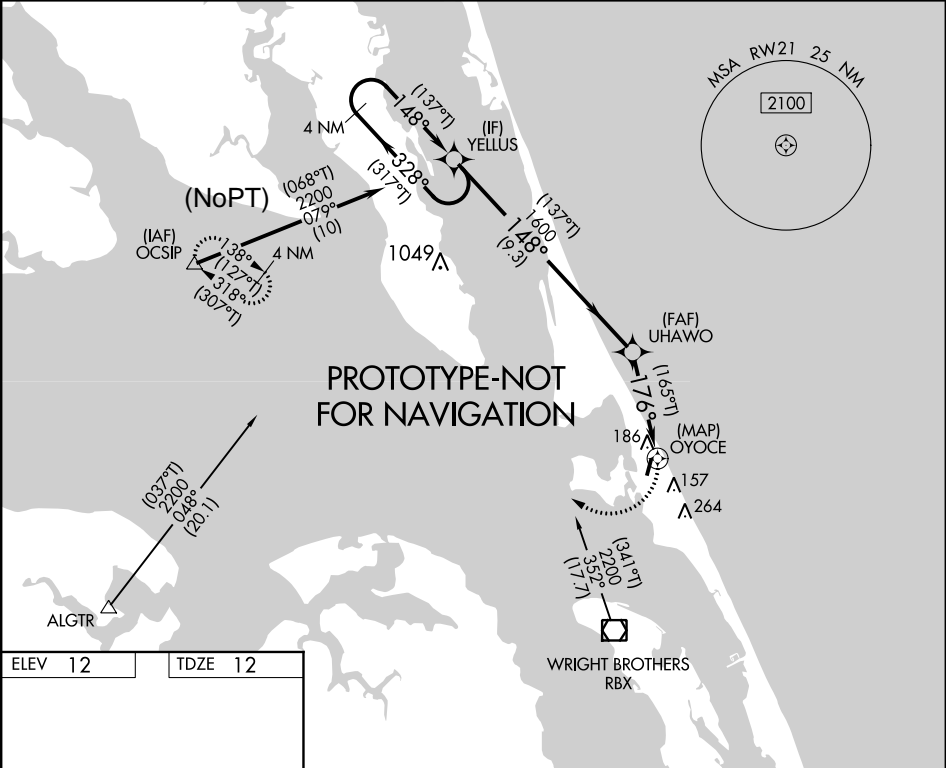 MSA RW21 25 NM
2100
(137°T)
148°
4 NM
(IF)
YELLUS
328°
(317°T)
(NoPT)
(068°T)
2200
079°
(10)
(IAF)
OCSIP
138°
(127°T)
4 NM
318°
(307°T)
1049
(137°T)
1600
148°
(9.3)
(FAF)
UHAWO
PROTOTYPE-NOT
FOR NAVIGATION
(165°T)
176°
186
(MAP)
OYOCE
157
264
(037°T)
2200
048°
(20.1)
(341°T)
2200
352°
(17.7)
ALGTR
WRIGHT BROTHERS
RBX
ELEV 12
TDZE 12